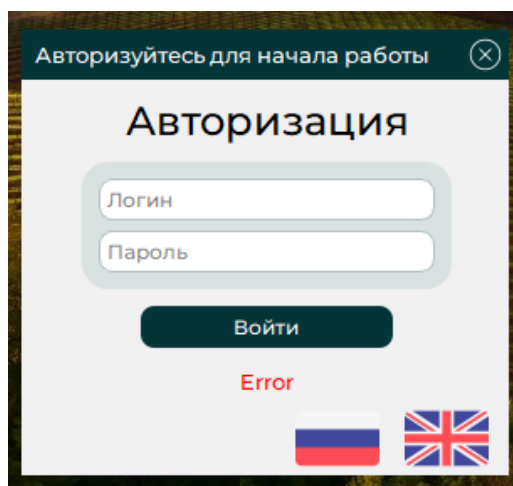 Авторизуйтесь для начала работы
Авторизация
Логин
Пароль
Войти
Error